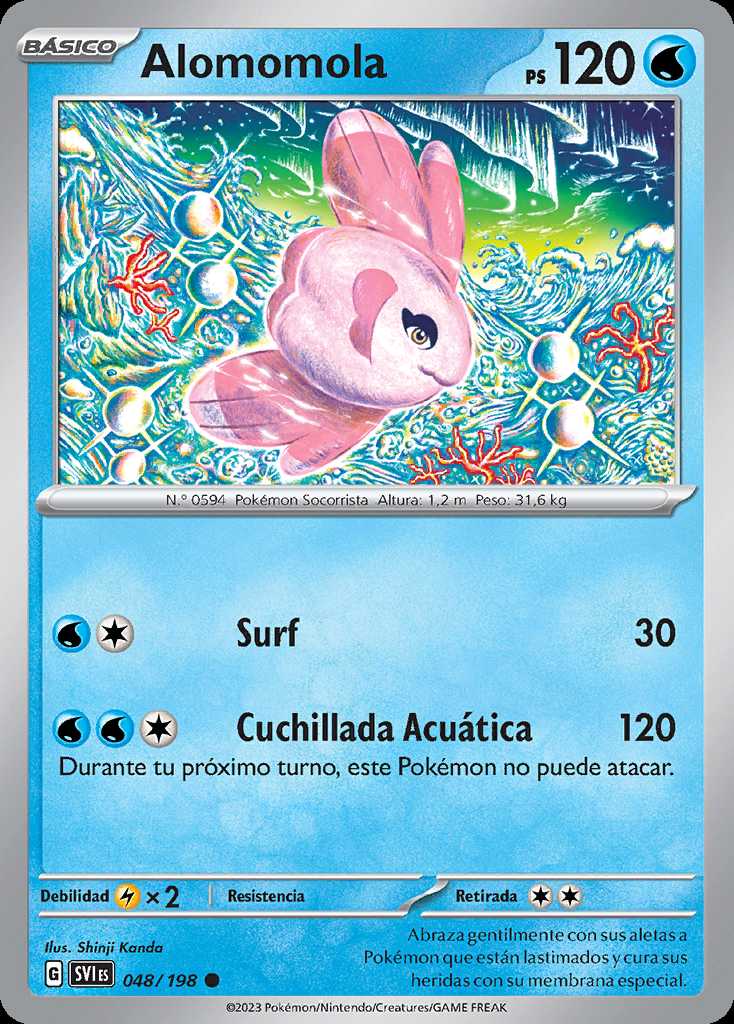 BÁSICO
Alomomola
PS 120
N.º 0594 Pokémon Socorrista Altura: 1,2 m Peso: 31,6 kg
Surf 30
Cuchillada Acuática 120
Durante tu próximo turno, este Pokémon no puede atacar.
Debilidad ×2 Resistencia Retirada
Ilus. Shinji Kanda
Abraza gentilmente con sus aletas a
Pokémon que están lastimados y cura sus
heridas con su membrana especial.
G SVI ES 048/198
©2023 Pokémon/Nintendo/Creatures/GAME FREAK